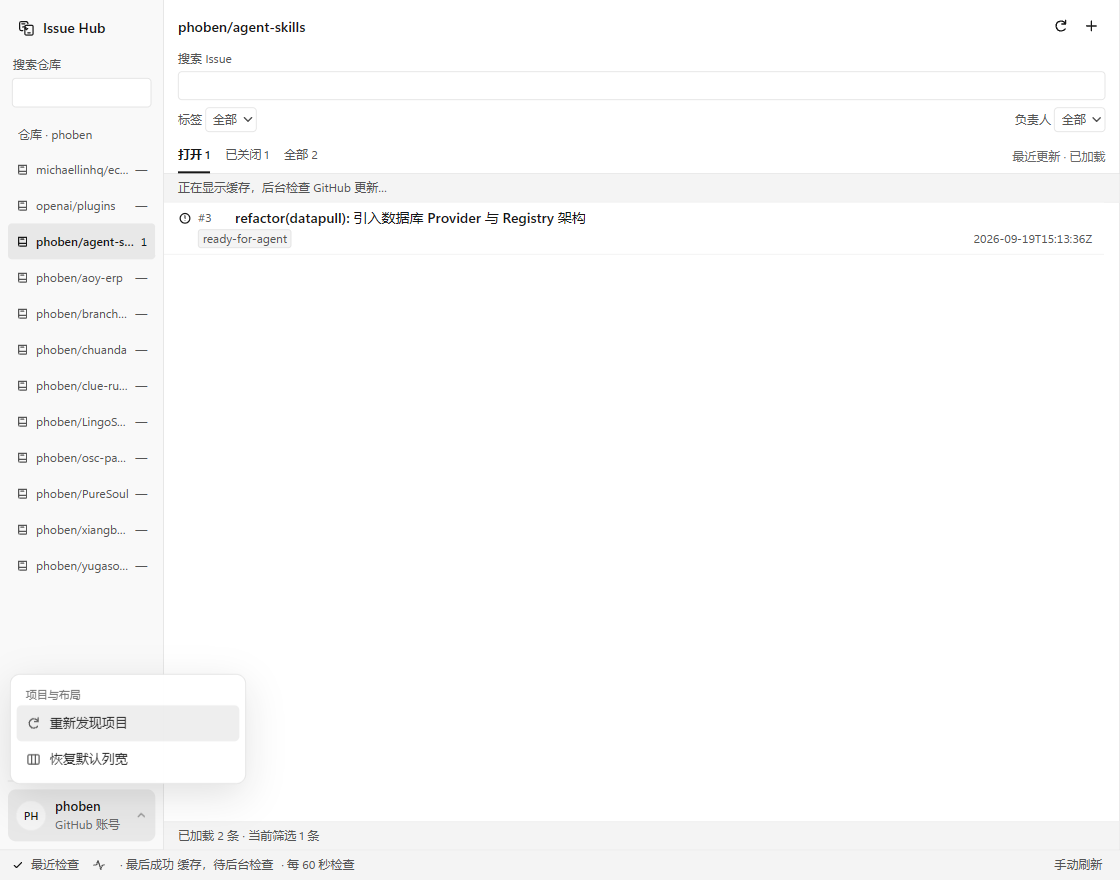 Issue Hub
搜索仓库
仓库 · phoben
michaellinhq/ec... —
openai/plugins —
phoben/agent-s... 1
phoben/aoy-erp —
phoben/branch... —
phoben/chuanda —
phoben/clue-ru... —
phoben/LingoS... —
phoben/osc-pa... —
phoben/PureSoul —
phoben/xiangb... —
phoben/yugaso... —
项目与布局
重新发现项目
恢复默认列宽
PH
phoben
GitHub 账号
phoben/agent-skills
搜索 Issue
标签 全部
负责人 全部
打开 1 已关闭 1 全部 2
最近更新 · 已加载
正在显示缓存，后台检查 GitHub 更新...
#3 refactor(datapull): 引入数据库 Provider 与 Registry 架构
ready-for-agent
2026-09-19T15:13:36Z
已加载 2 条 · 当前筛选 1 条
最近检查 · 最后成功 缓存，待后台检查 · 每 60 秒检查
手动刷新